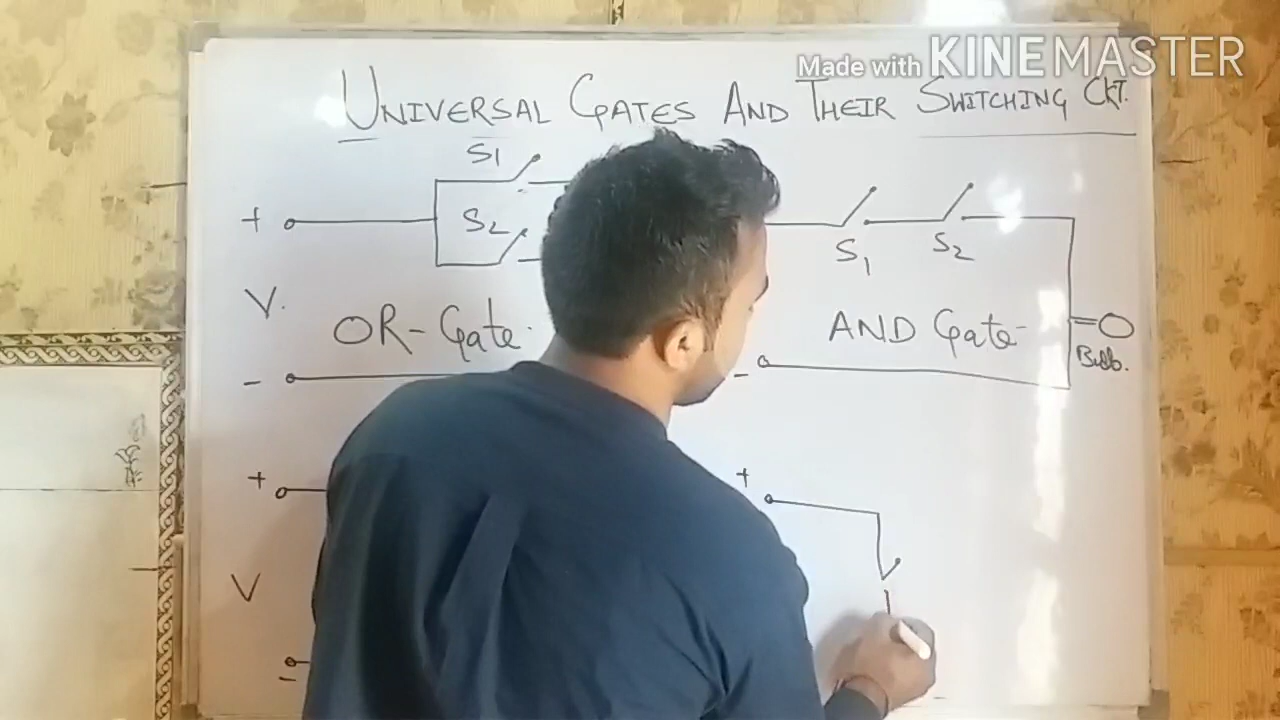 Made with KINEMASTER
UNIVERSAL GATES AND THEIR SWITCHING CKT.
S1
S2
+
V.
OR-Gate.
-
S1
S2
AND Gate
Bulb.
-
+
V
-
+